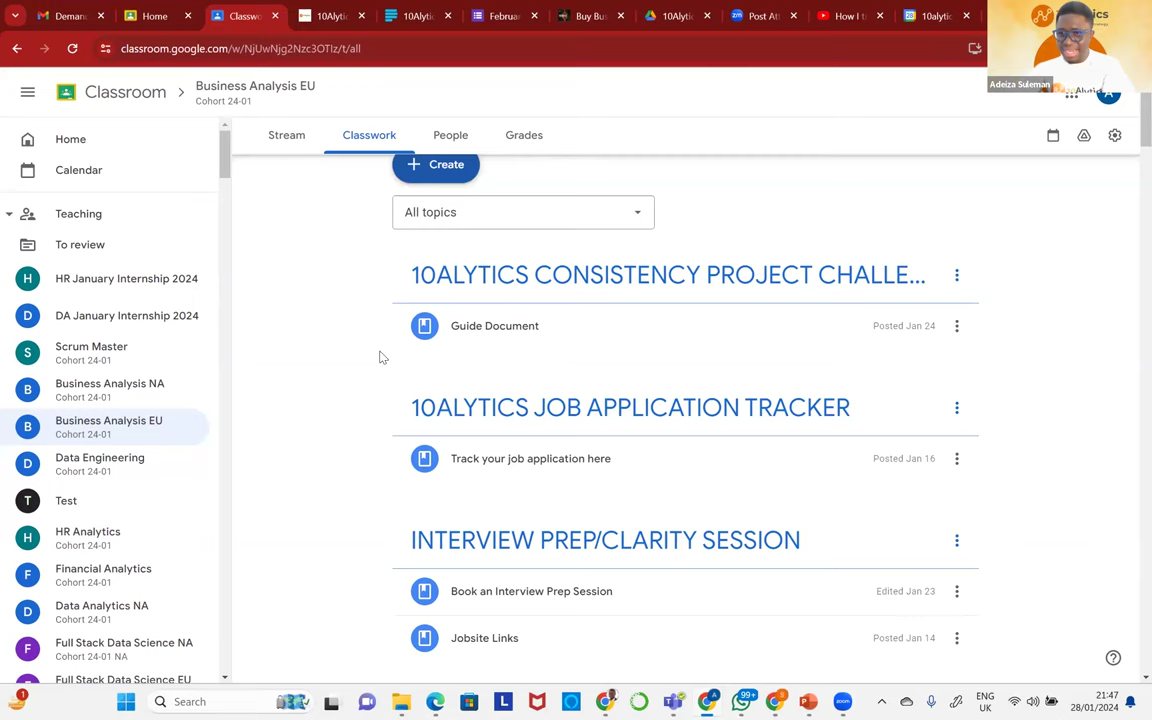 Deman
Home
Classwo
10Alytic
10Alytic
Februar
Buy Bu
10Alytic
Post Att
How I t
10alytic
classroom.google.com/w/NjUwNjg2Nzc3OTIz/t/all
Adeiza Suleman
Classroom
Business Analysis EU
Cohort 24-01
Stream
Classwork
People
Grades
Home
Calendar
Teaching
To review
H
HR January Internship 2024
D
DA January Internship 2024
S
Scrum Master
Cohort 24-01
B
Business Analysis NA
Cohort 24-01
B
Business Analysis EU
Cohort 24-01
D
Data Engineering
Cohort 24-01
T
Test
H
HR Analytics
Cohort 24-01
F
Financial Analytics
Cohort 24-01
D
Data Analytics NA
Cohort 24-01
F
Full Stack Data Science NA
Cohort 24-01 NA
Full Stack Data Science EU
Create
All topics
10ALYTICS CONSISTENCY PROJECT CHALLE...
Guide Document
Posted Jan 24
10ALYTICS JOB APPLICATION TRACKER
Track your job application here
Posted Jan 16
INTERVIEW PREP/CLARITY SESSION
Book an Interview Prep Session
Edited Jan 23
Jobsite Links
Posted Jan 14
1
Search
99+
ENG
UK
21:47
28/01/2024